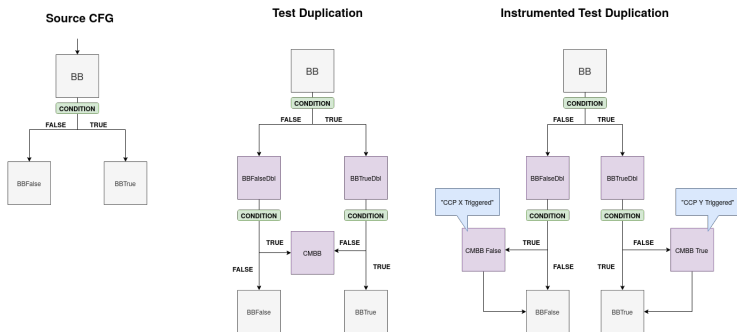 Source CFG
BB
CONDITION
FALSE TRUE
BBFalse BBTrue
Test Duplication
BB
CONDITION
FALSE TRUE
BBFalseDbl BBTrueDbl
CONDITION CONDITION
TRUE CMBB FALSE
FALSE TRUE
BBFalse BBTrue
Instrumented Test Duplication
BB
CONDITION
FALSE TRUE
BBFalseDbl BBTrueDbl
"CCP X Triggered" "CCP Y Triggered"
CONDITION CONDITION
CMBB False TRUE FALSE CMBB True
FALSE TRUE
BBFalse BBTrue